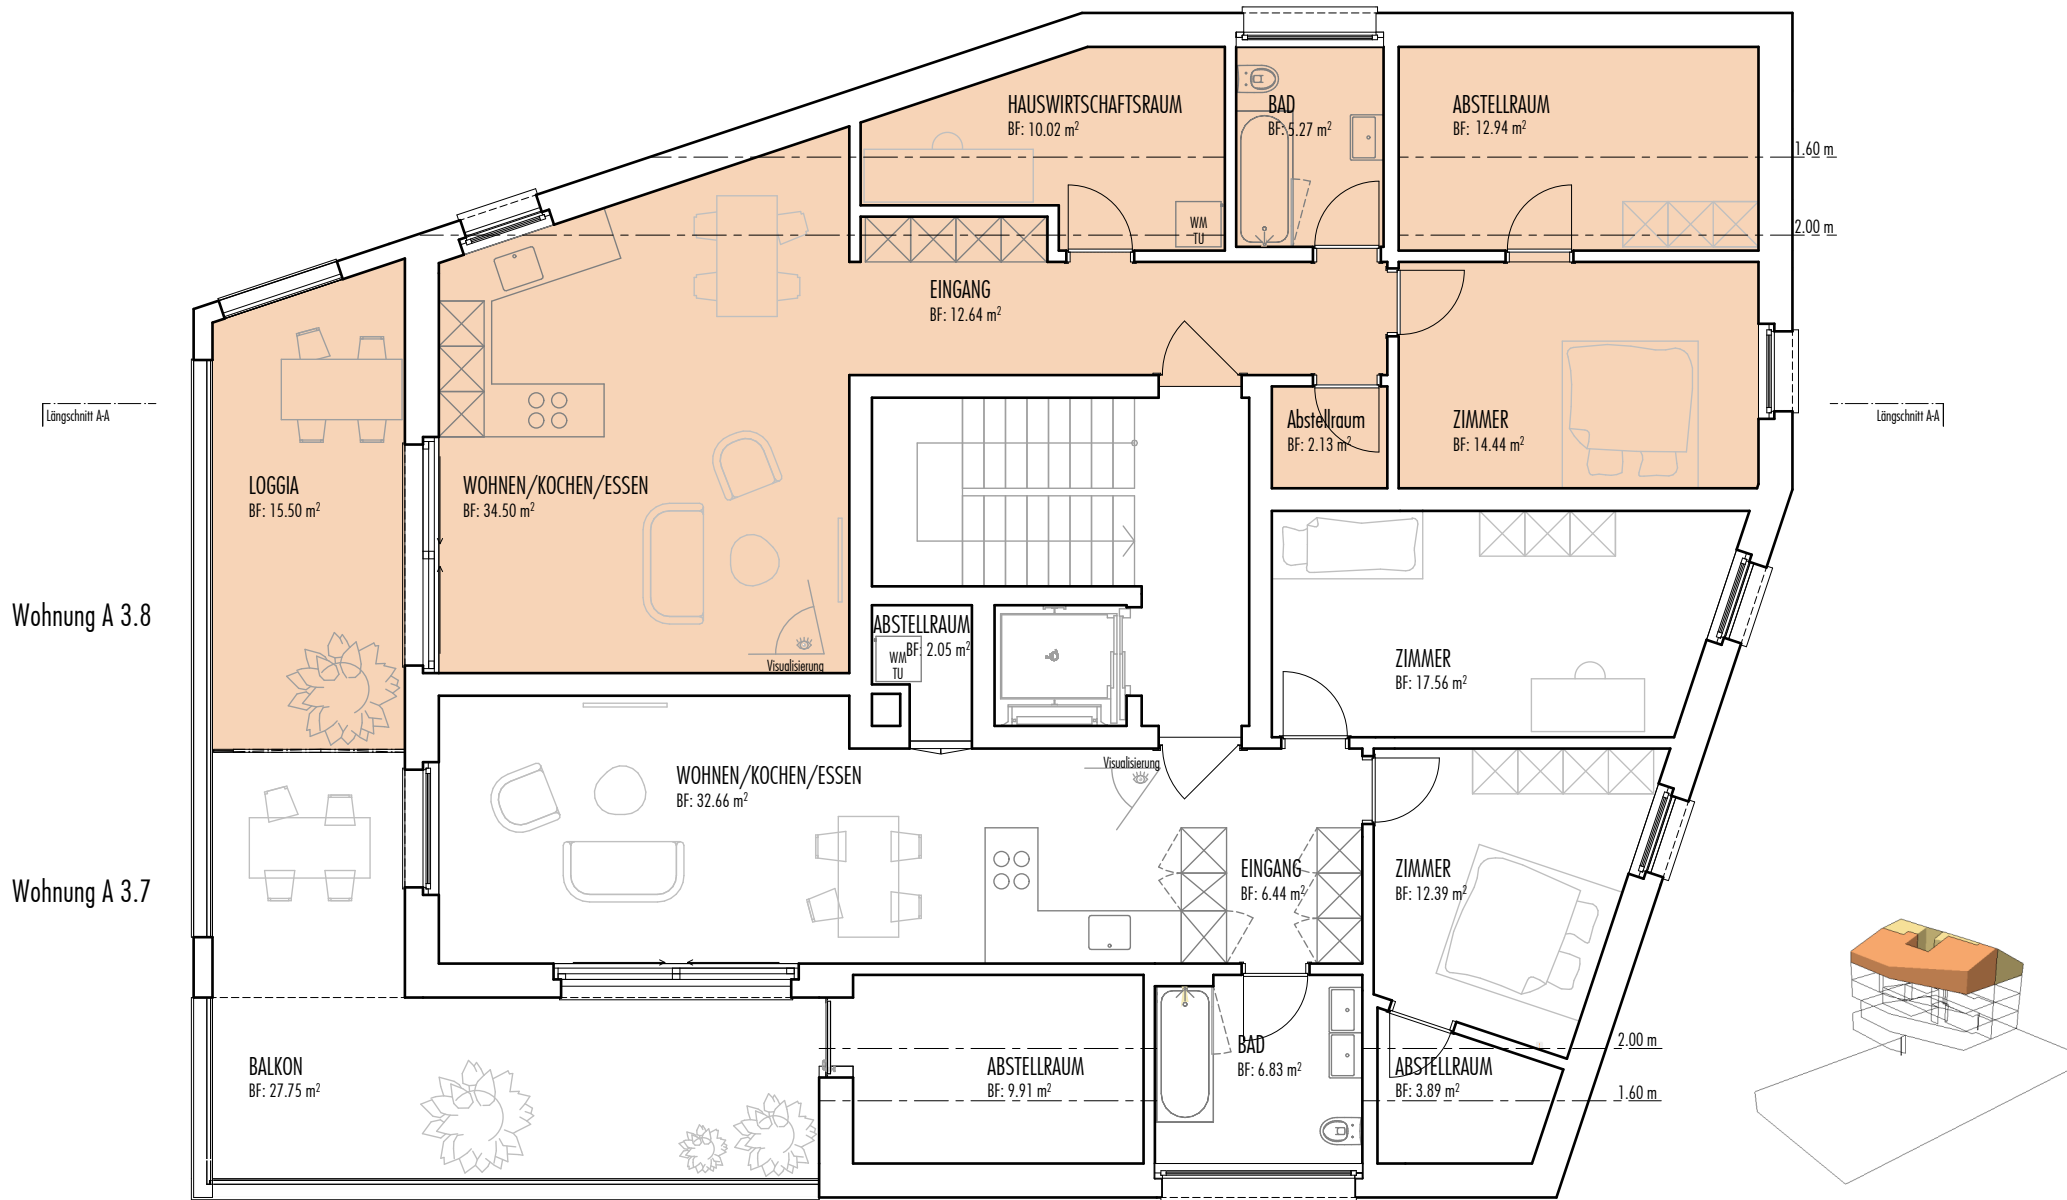 HAUSWIRTSCHAFTSRAUM
BF: 10.02 m²
BAD
BF: 5.27 m²
ABSTELLRAUM
BF: 12.94 m²
1.60 m
WM
TU
2.00 m
EINGANG
BF: 12.64 m²
Längschnitt A-A
Abstellraum
BF: 2.13 m²
ZIMMER
BF: 14.44 m²
Längschnitt A-A
LOGGIA
BF: 15.50 m²
WOHNEN/KOCHEN/ESSEN
BF: 34.50 m²
Wohnung A 3.8
ABSTELLRAUM
BF: 2.05 m²
WM
TU
Visualisierung
ZIMMER
BF: 17.56 m²
WOHNEN/KOCHEN/ESSEN
BF: 32.66 m²
Visualisierung
Wohnung A 3.7
EINGANG
BF: 6.44 m²
ZIMMER
BF: 12.39 m²
2.00 m
BALKON
BF: 27.75 m²
ABSTELLRAUM
BF: 9.91 m²
BAD
BF: 6.83 m²
ABSTELLRAUM
BF: 3.89 m²
1.60 m